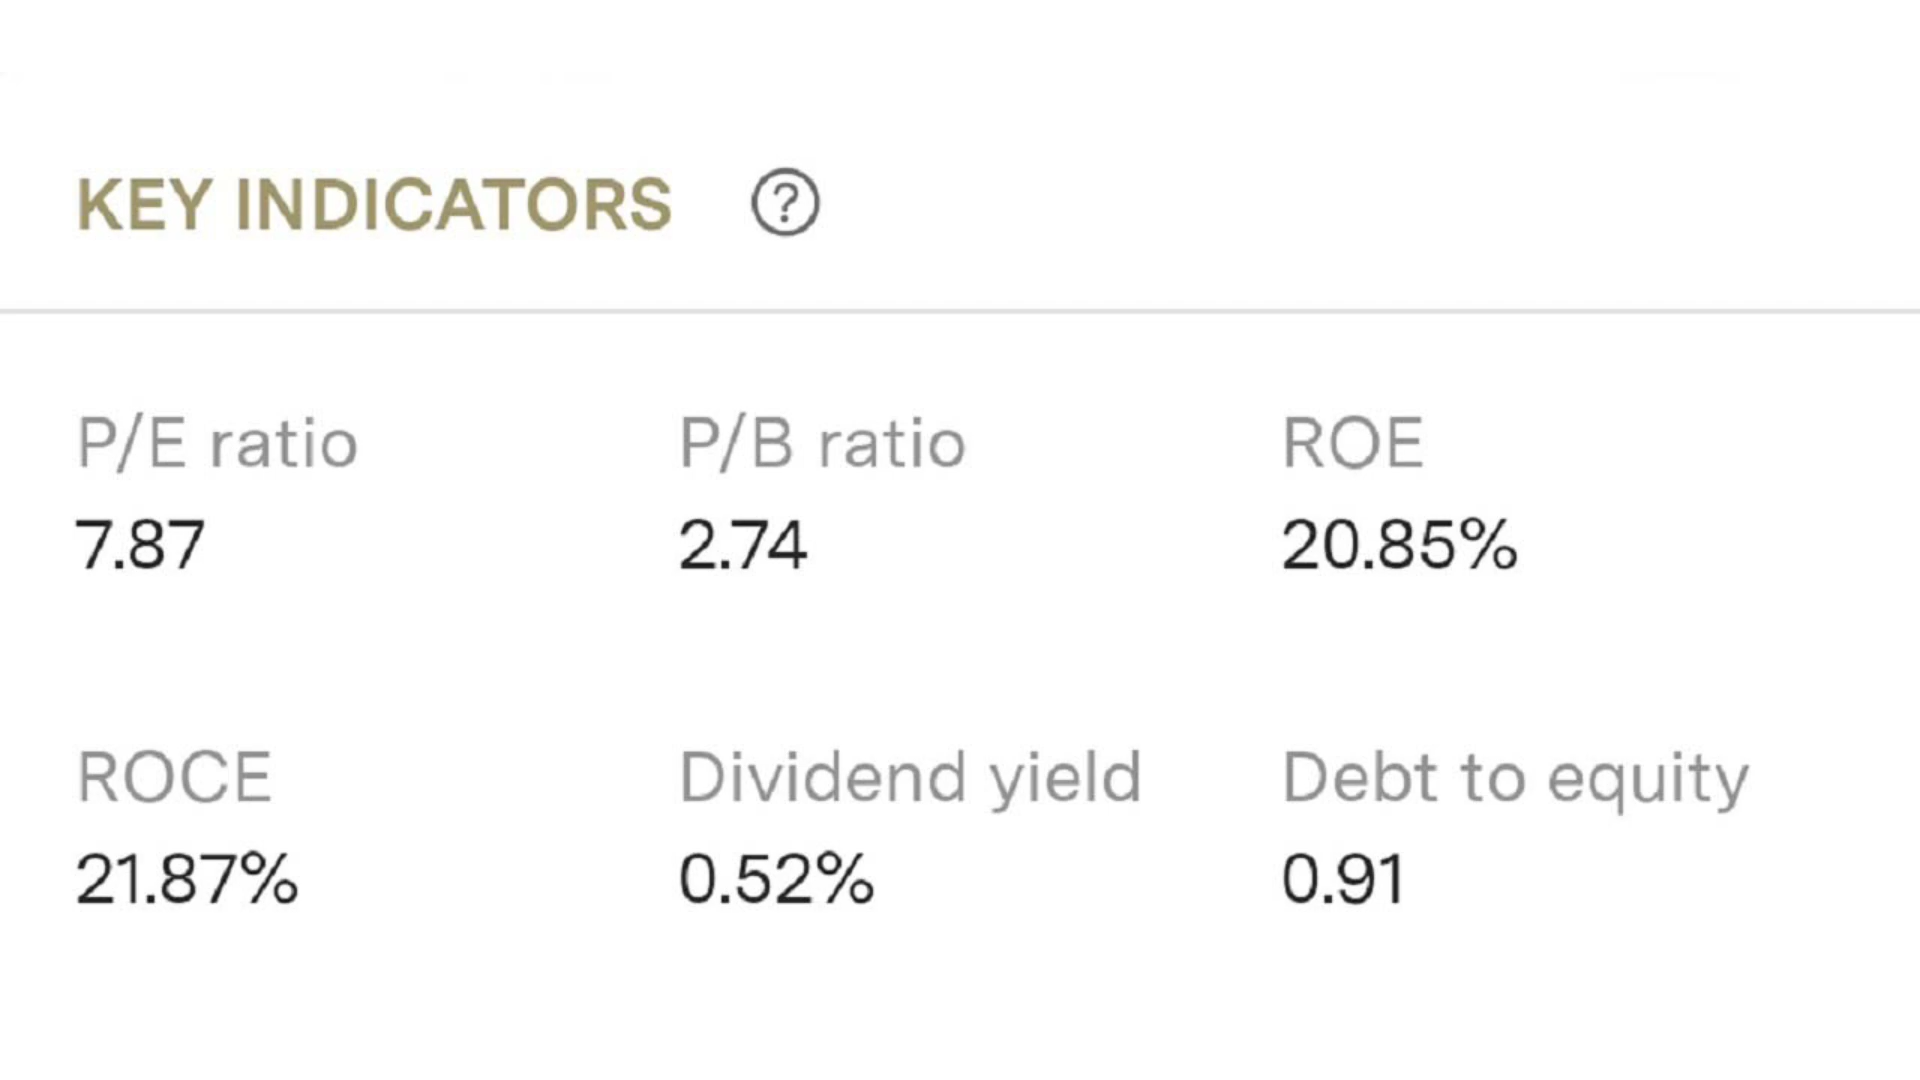 KEY INDICATORS ?
P/E ratio P/B ratio ROE
7.87 2.74 20.85%
ROCE Dividend yield Debt to equity
21.87% 0.52% 0.91